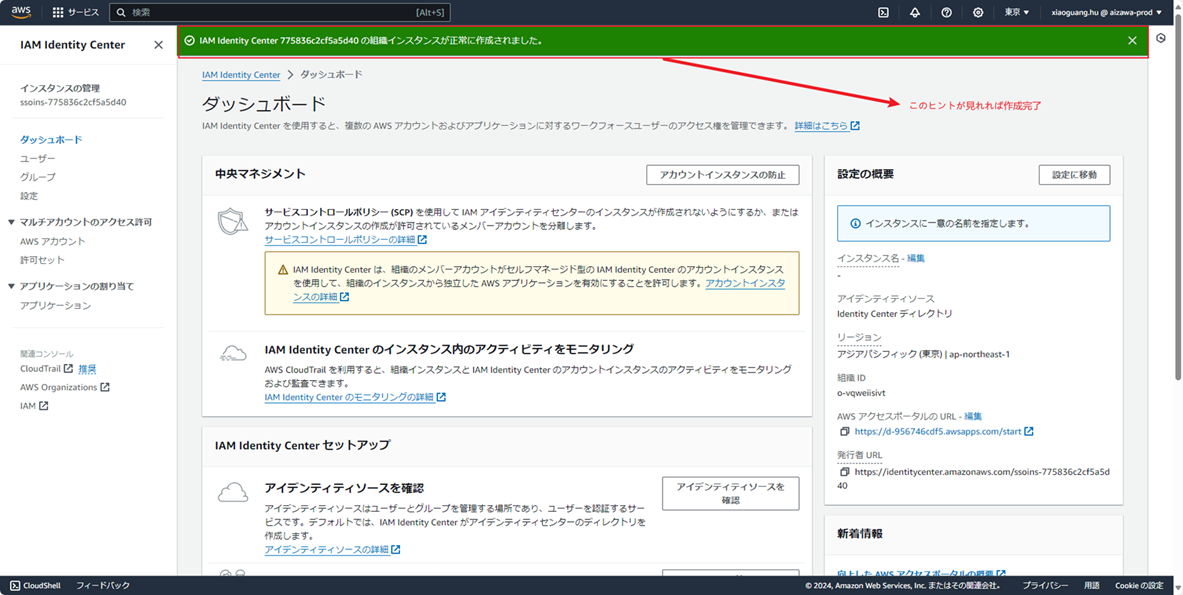 aws
サービス
検索
[Alt+S]
東京 ▼
xiaoguang.hu @ aizawa-prod ▼
IAM Identity Center
IAM Identity Center 775836c2cf5a5d40 の組織インスタンスが正常に作成されました。
インスタンスの管理
ssoins-775836c2cf5a5d40
ダッシュボード
ユーザー
グループ
設定
▼ マルチアカウントのアクセス許可
AWS アカウント
許可セット
▼ アプリケーションの割り当て
アプリケーション
関連コンソール
CloudTrail 推奨
AWS Organizations
IAM
IAM Identity Center > ダッシュボード
ダッシュボード
このヒントが見れれば作成完了
IAM Identity Center を使用すると、複数の AWS アカウントおよびアプリケーションに対するワークフォースユーザーのアクセス権を管理できます。 詳細はこちら
中央マネジメント
アカウントインスタンスの防止
サービスコントロールポリシー (SCP) を使用して IAM アイデンティティセンターのインスタンスが作成されないようにするか、または
アカウントインスタンスの作成が許可されているメンバーアカウントを分離します。
サービスコントロールポリシーの詳細
IAM Identity Center は、組織のメンバーアカウントがセルフマネージド型の IAM Identity Center のアカウントインスタンス
を使用して、組織のインスタンスから独立した AWS アプリケーションを有効にすることを許可します。 アカウントインスタ
ンスの詳細
IAM Identity Center のインスタンス内のアクティビティをモニタリング
AWS CloudTrail を利用すると、組織インスタンスと IAM Identity Center のアカウントインスタンスのアクティビティをモニタリング
および監査できます。
IAM Identity Center のモニタリングの詳細
IAM Identity Center セットアップ
アイデンティティソースを確認
アイデンティティソースを
確認
アイデンティティソースはユーザーとグループを管理する場所であり、ユーザーを認証するサー
ビスです。デフォルトでは、IAM Identity Center がアイデンティティセンターのディレクトリを
作成します。
アイデンティティソースの詳細
設定の概要
設定に移動
インスタンスに一意の名前を指定します。
インスタンス名 - 編集
-
アイデンティティソース
Identity Center ディレクトリ
リージョン
アジアパシフィック (東京) | ap-northeast-1
組織 ID
o-vqweiisivt
AWS アクセスポータルの URL - 編集
https://d-956746cdf5.awsapps.com/start
発行者 URL
https://identitycenter.amazonaws.com/ssoins-775836c2cf5a5d
40
新着情報
向上した AWS アクセスポータルの概要
CloudShell
フィードバック
© 2024, Amazon Web Services, Inc. またはその関連会社。
プライバシー
用語
Cookie の設定